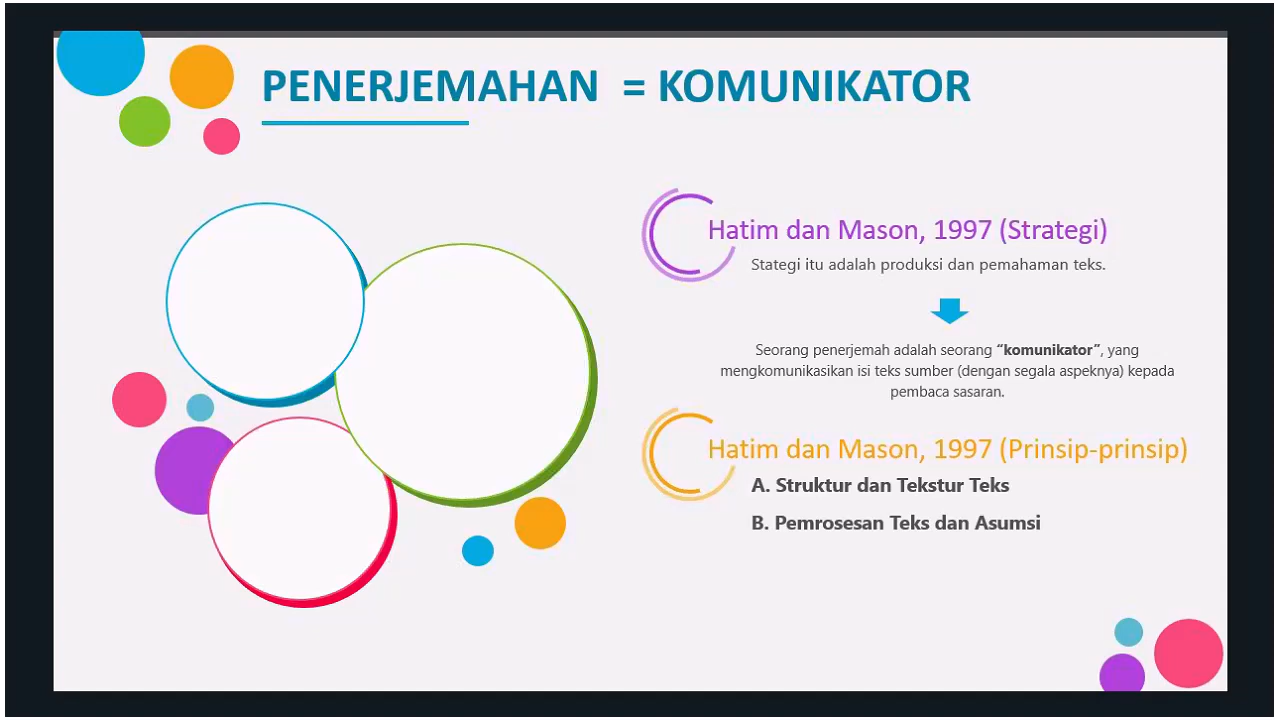 PENERJEMAHAN = KOMUNIKATOR
Hatim dan Mason, 1997 (Strategi)
Stategi itu adalah produksi dan pemahaman teks.
Seorang penerjemah adalah seorang “komunikator”, yang
mengkomunikasikan isi teks sumber (dengan segala aspeknya) kepada
pembaca sasaran.
Hatim dan Mason, 1997 (Prinsip-prinsip)
A. Struktur dan Tekstur Teks
B. Pemrosesan Teks dan Asumsi